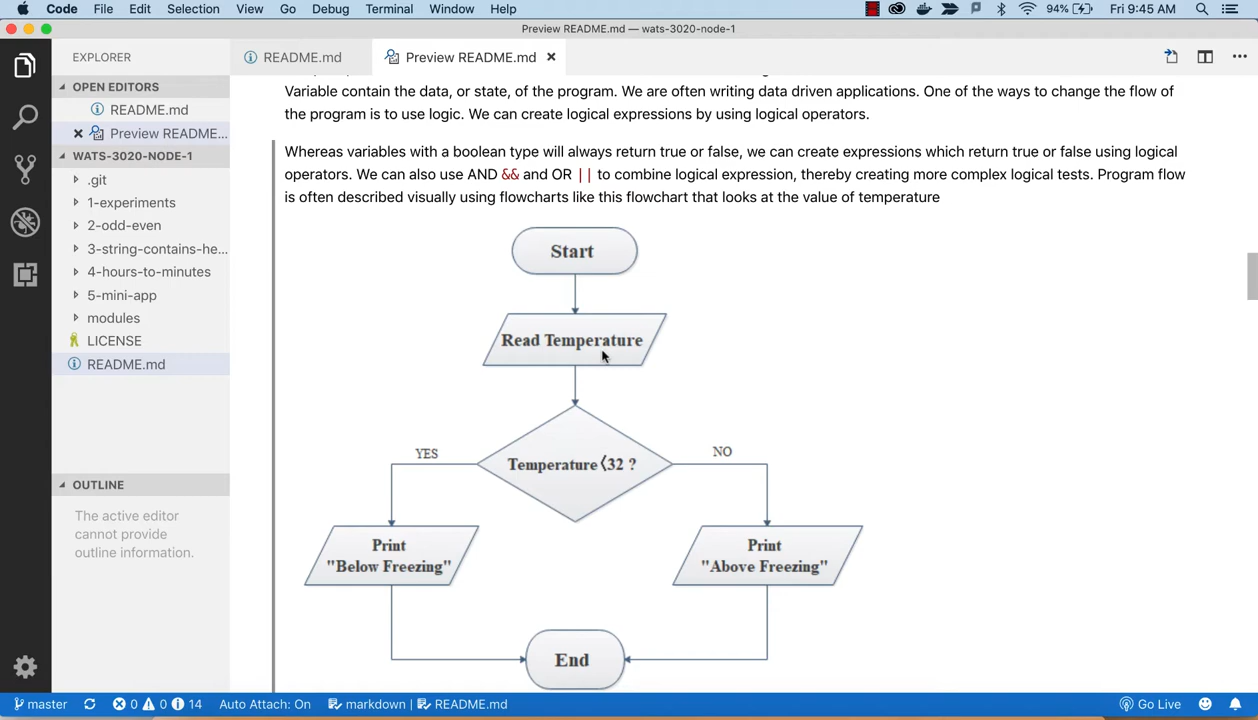 Code File Edit Selection View Go Debug Terminal Window Help 94% Fri 9:45 AM
Preview README.md — wats-3020-node-1
EXPLORER
README.md
Preview README.md
OPEN EDITORS
README.md
Preview README...
WATS-3020-NODE-1
.git
1-experiments
2-odd-even
3-string-contains-he...
4-hours-to-minutes
5-mini-app
modules
LICENSE
README.md
OUTLINE
The active editor
cannot provide
outline information.
Variable contain the data, or state, of the program. We are often writing data driven applications. One of the ways to change the flow of
the program is to use logic. We can create logical expressions by using logical operators.
Whereas variables with a boolean type will always return true or false, we can create expressions which return true or false using logical
operators. We can also use AND && and OR || to combine logical expression, thereby creating more complex logical tests. Program flow
is often described visually using flowcharts like this flowchart that looks at the value of temperature
Start
Read Temperature
Temperature<32 ?
YES
NO
Print
"Below Freezing"
Print
"Above Freezing"
End
master 0 0 14 Auto Attach: On markdown | README.md Go Live